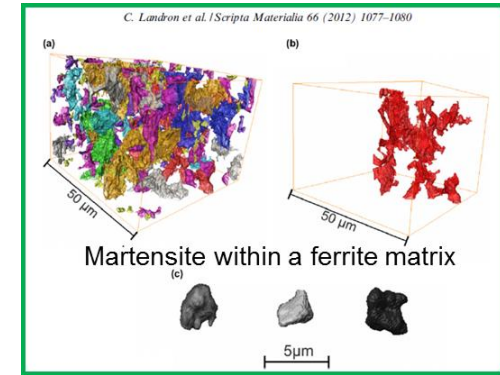 C. Landron et al. / Scripta Materialia 66 (2012) 1077–1080
(a)
(b)
50 μm
50 μm
Martensite within a ferrite matrix
(c)
5μm